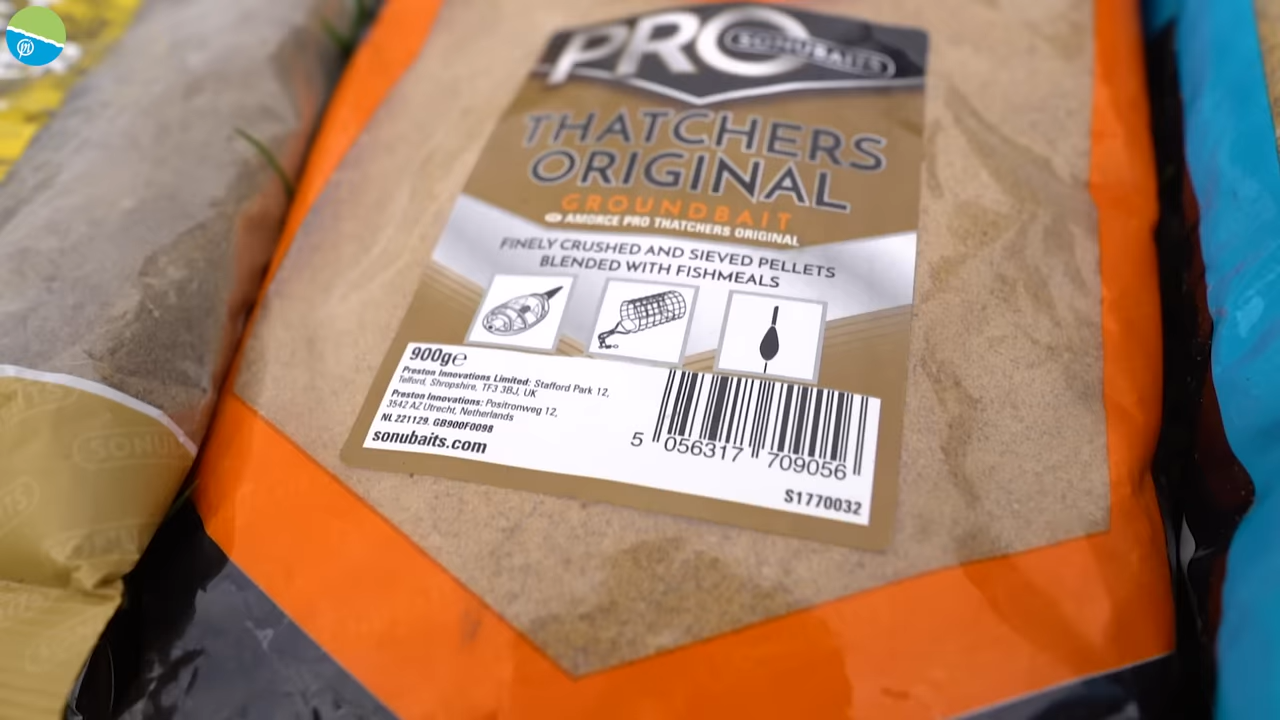 PRO
SONUBAITS
THATCHERS
ORIGINAL
GROUNDBAIT
AMORCE PRO THATCHERS ORIGINAL
FINELY CRUSHED AND SIEVED PELLETS
BLENDED WITH FISHMEALS
900g℮
Preston Innovations Limited: Stafford Park 12,
Telford, Shropshire, TF3 3BJ, UK
Preston Innovations: Positronweg 12,
3542 AZ Utrecht, Netherlands
NL 221129. GB900F0098
sonubaits.com
5 056317 709056
S1770032